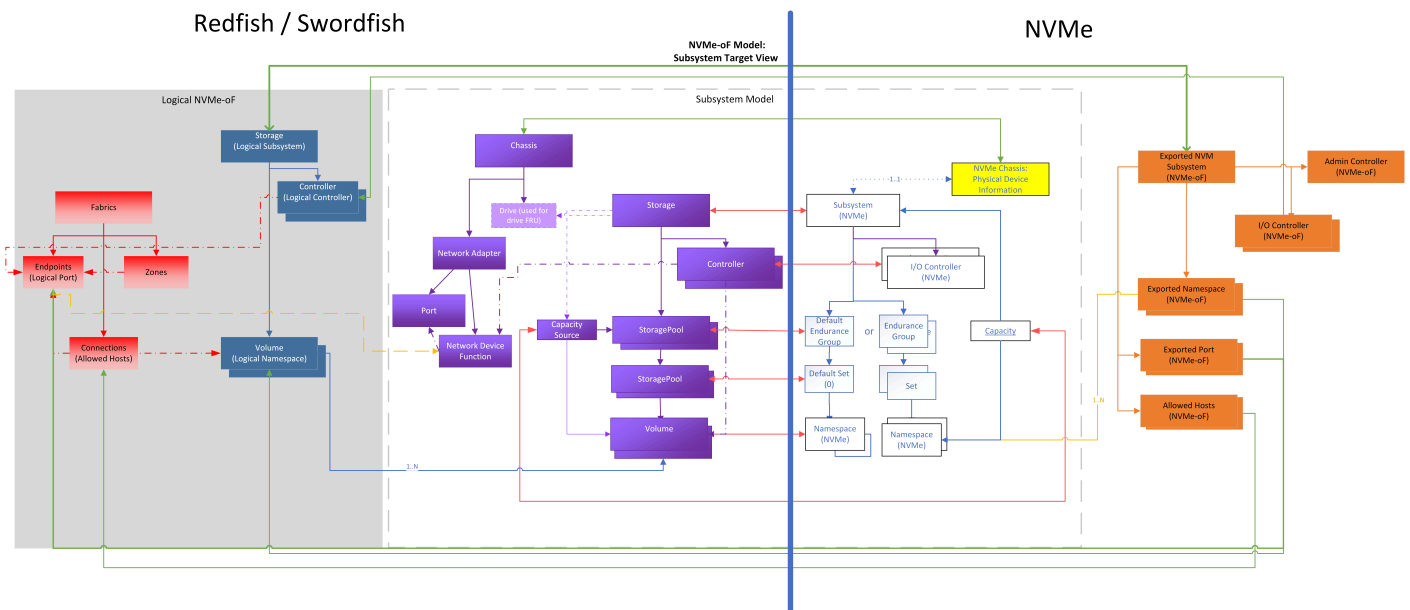 Redfish / Swordfish
NVMe
NVMe-oF Model:
Subsystem Target View
Logical NVMe-oF
Subsystem Model
Storage
(Logical Subsystem)
Controller
(Logical Controller)
Fabrics
Endpoints
(Logical Port)
Zones
Connections
(Allowed Hosts)
Volume
(Logical Namespace)
1..N
Chassis
Drive (used for
drive FRU)
Network Adapter
Port
Network Device
Function
Capacity
Source
Storage
Controller
StoragePool
StoragePool
Volume
1..1
NVMe Chassis:
Physical Device
Information
Subsystem
(NVMe)
I/O Controller
(NVMe)
Default
Endurance
Group
or
Endurance
Group
e
Capacity
Default Set
(0)
Set
Namespace
(NVMe)
Namespace
(NVMe)
1..N
Exported NVM
Subsystem
(NVMe-oF)
Admin Controller
(NVMe-oF)
I/O Controller
(NVMe-oF)
Exported Namespace
(NVMe-oF)
Exported Port
(NVMe-oF)
Allowed Hosts
(NVMe-oF)